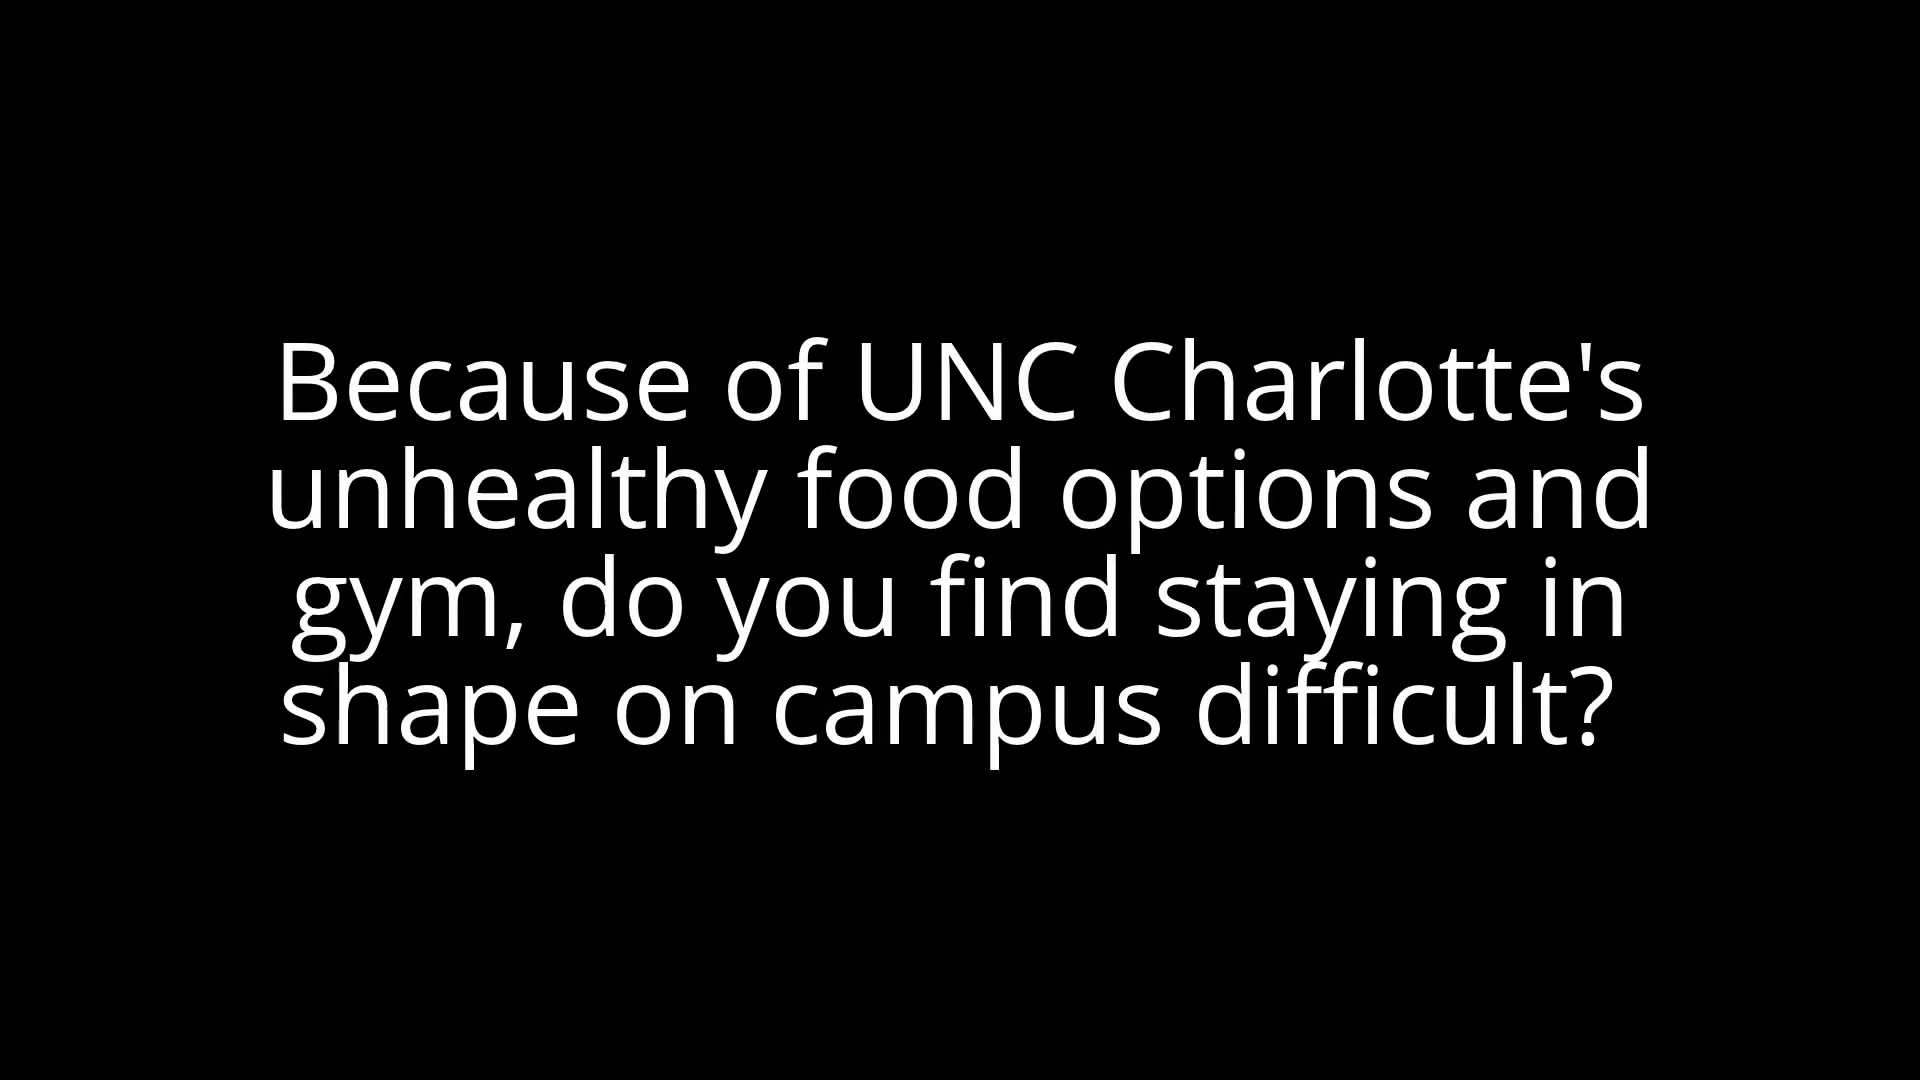 Because of UNC Charlotte's
unhealthy food options and
gym, do you find staying in
shape on campus difficult?